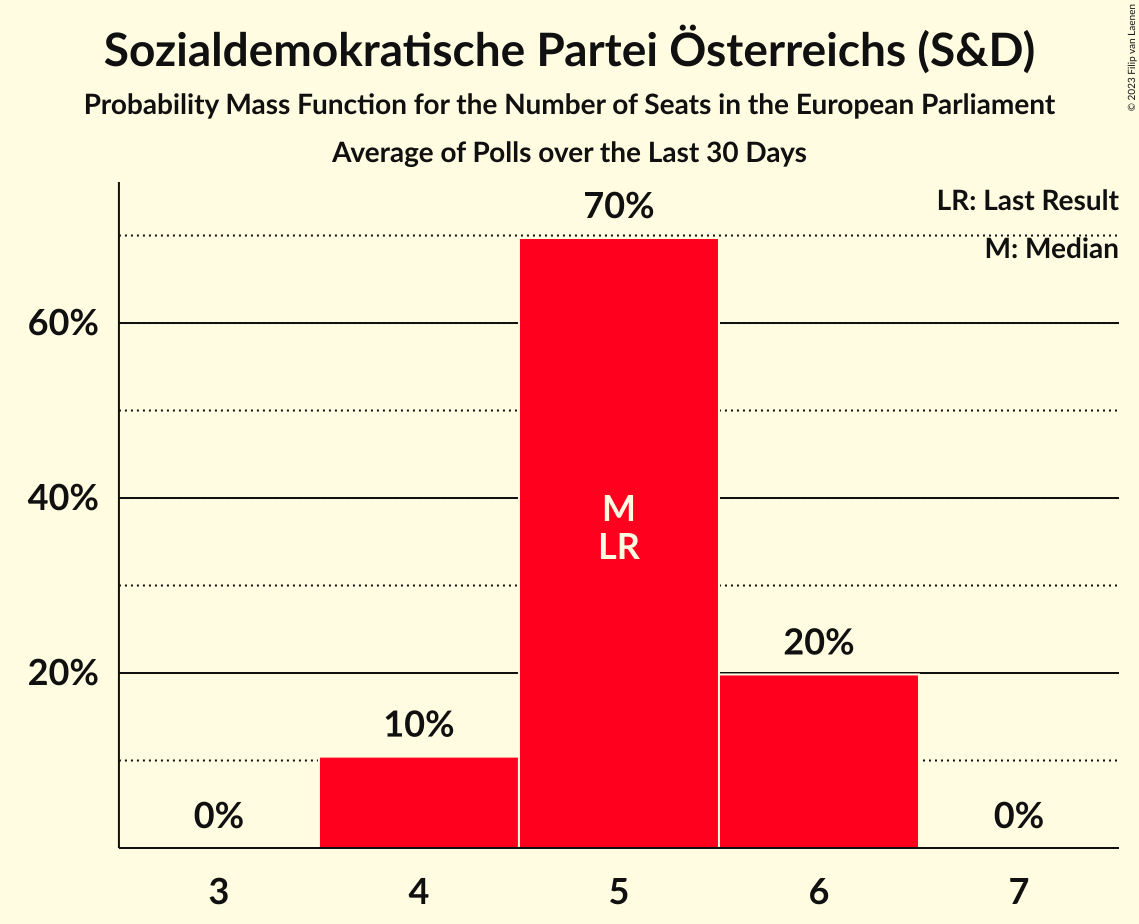 Sozialdemokratische Partei Österreichs (S&D)
Probability Mass Function for the Number of Seats in the European Parliament
Average of Polls over the Last 30 Days
© 2023 Filip van Laenen
LR: Last Result
M: Median
70%
60%
40%
M
LR
20%
20%
10%
0%
0%
3 4 5 6 7